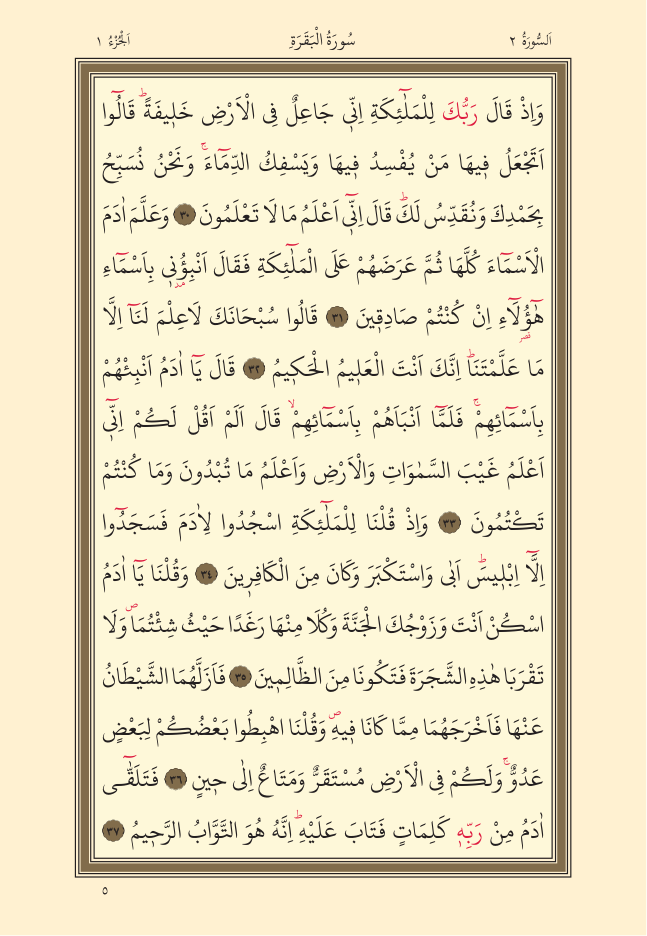 اَلسُّورَةُ ٢ سُورَةُ الْبَقَرَةِ اَلْجُزْءُ ١
وَاِذْ قَالَ رَبُّكَ لِلْمَلٰٓئِكَةِ اِنّ۪ي جَاعِلٌ فِي الْاَرْضِ خَل۪يفَةًۜ قَالُٓوا
اَتَجْعَلُ ف۪يهَا مَنْ يُفْسِدُ ف۪يهَا وَيَسْفِكُ الدِّمَٓاءَۚ وَنَحْنُ نُسَبِّحُ
بِحَمْدِكَ وَنُقَدِّسُ لَكَۜ قَالَ اِنّ۪ٓي اَعْلَمُ مَا لَا تَعْلَمُونَ ﴿٣٠﴾ وَعَلَّمَ اٰدَمَ
الْاَسْمَٓاءَ كُلَّهَا ثُمَّ عَرَضَهُمْ عَلَى الْمَلٰٓئِكَةِ فَقَالَ اَنْبِؤُ۫ن۪ي بِاَسْمَٓاءِ
هٰٓؤُ۬لَٓاءِ اِنْ كُنْتُمْ صَادِق۪ينَ ﴿٣١﴾ قَالُوا سُبْحَانَكَ لَاعِلْمَ لَنَٓا اِلَّا
مَا عَلَّمْتَنَاۜ اِنَّكَ اَنْتَ الْعَل۪يمُ الْحَك۪يمُ ﴿٣٢﴾ قَالَ يَٓا اٰدَمُ اَنْبِئْهُمْ
بِاَسْمَٓائِهِمْۚ فَلَمَّٓا اَنْبَاَهُمْ بِاَسْمَٓائِهِمْۙ قَالَ اَلَمْ اَقُلْ لَكُمْ اِنّ۪ٓي
اَعْلَمُ غَيْبَ السَّمٰوَاتِ وَالْاَرْضِ وَاَعْلَمُ مَا تُبْدُونَ وَمَا كُنْتُمْ
تَكْتُمُونَ ﴿٣٣﴾ وَاِذْ قُلْنَا لِلْمَلٰٓئِكَةِ اسْجُدُوا لِاٰدَمَ فَسَجَدُٓوا
اِلَّٓا اِبْل۪يسَۜ اَبٰى وَاسْتَكْبَرَ وَكَانَ مِنَ الْكَافِر۪ينَ ﴿٣٤﴾ وَقُلْنَا يَٓا اٰدَمُ
اسْكُنْ اَنْتَ وَزَوْجُكَ الْجَنَّةَ وَكُلَا مِنْهَا رَغَدًا حَيْثُ شِئْتُمَاۖ وَلَا
تَقْرَبَا هٰذِهِ الشَّجَرَةَ فَتَكُونَا مِنَ الظَّالِم۪ينَ ﴿٣٥﴾ فَاَزَلَّهُمَا الشَّيْطَانُ
عَنْهَا فَاَخْرَجَهُمَا مِمَّا كَانَا ف۪يهِۖ وَقُلْنَا اهْبِطُوا بَعْضُكُمْ لِبَعْضٍ
عَدُوٌّۚ وَلَكُمْ فِي الْاَرْضِ مُسْتَقَرٌّ وَمَتَاعٌ اِلٰى ح۪ينٍ ﴿٣٦﴾ فَتَلَقّٰٓى
اٰدَمُ مِنْ رَبِّه۪ كَلِمَاتٍ فَتَابَ عَلَيْهِۜ اِنَّهُ هُوَ التَّوَّابُ الرَّح۪يمُ ﴿٣٧﴾
٥